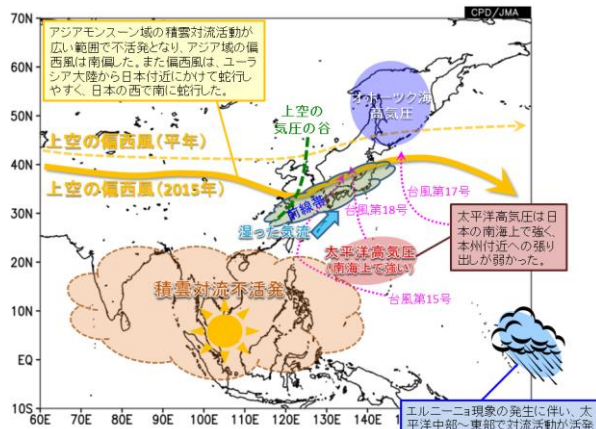 CPD/JMA
アジアモンスーン域の積雲対流活動が
広い範囲で不活発となり、アジア域の偏
西風は南偏した。また偏西風は、ユーラ
シア大陸から日本付近にかけて蛇行し
やすく、日本の西で南に蛇行した。
70N
60N
50N
40N
30N
20N
10N
EQ
10S
オホーツク海
高気圧
上空の
気圧の谷
上空の偏西風(平年)
上空の偏西風(2015年)
台風第17号
前線帯
台風第18号
湿った気流
太平洋高気圧
(南海上で強い)
太平洋高気圧は日
本の南海上で強く、
本州付近への張り
出しが弱かった。
積雲対流不活発
台風第15号
エルニーニョ現象の発生に伴い、太
平洋中部～東部で対流活動が活発
60E
70E
80E
90E
100E
110E
120E
130E
140E